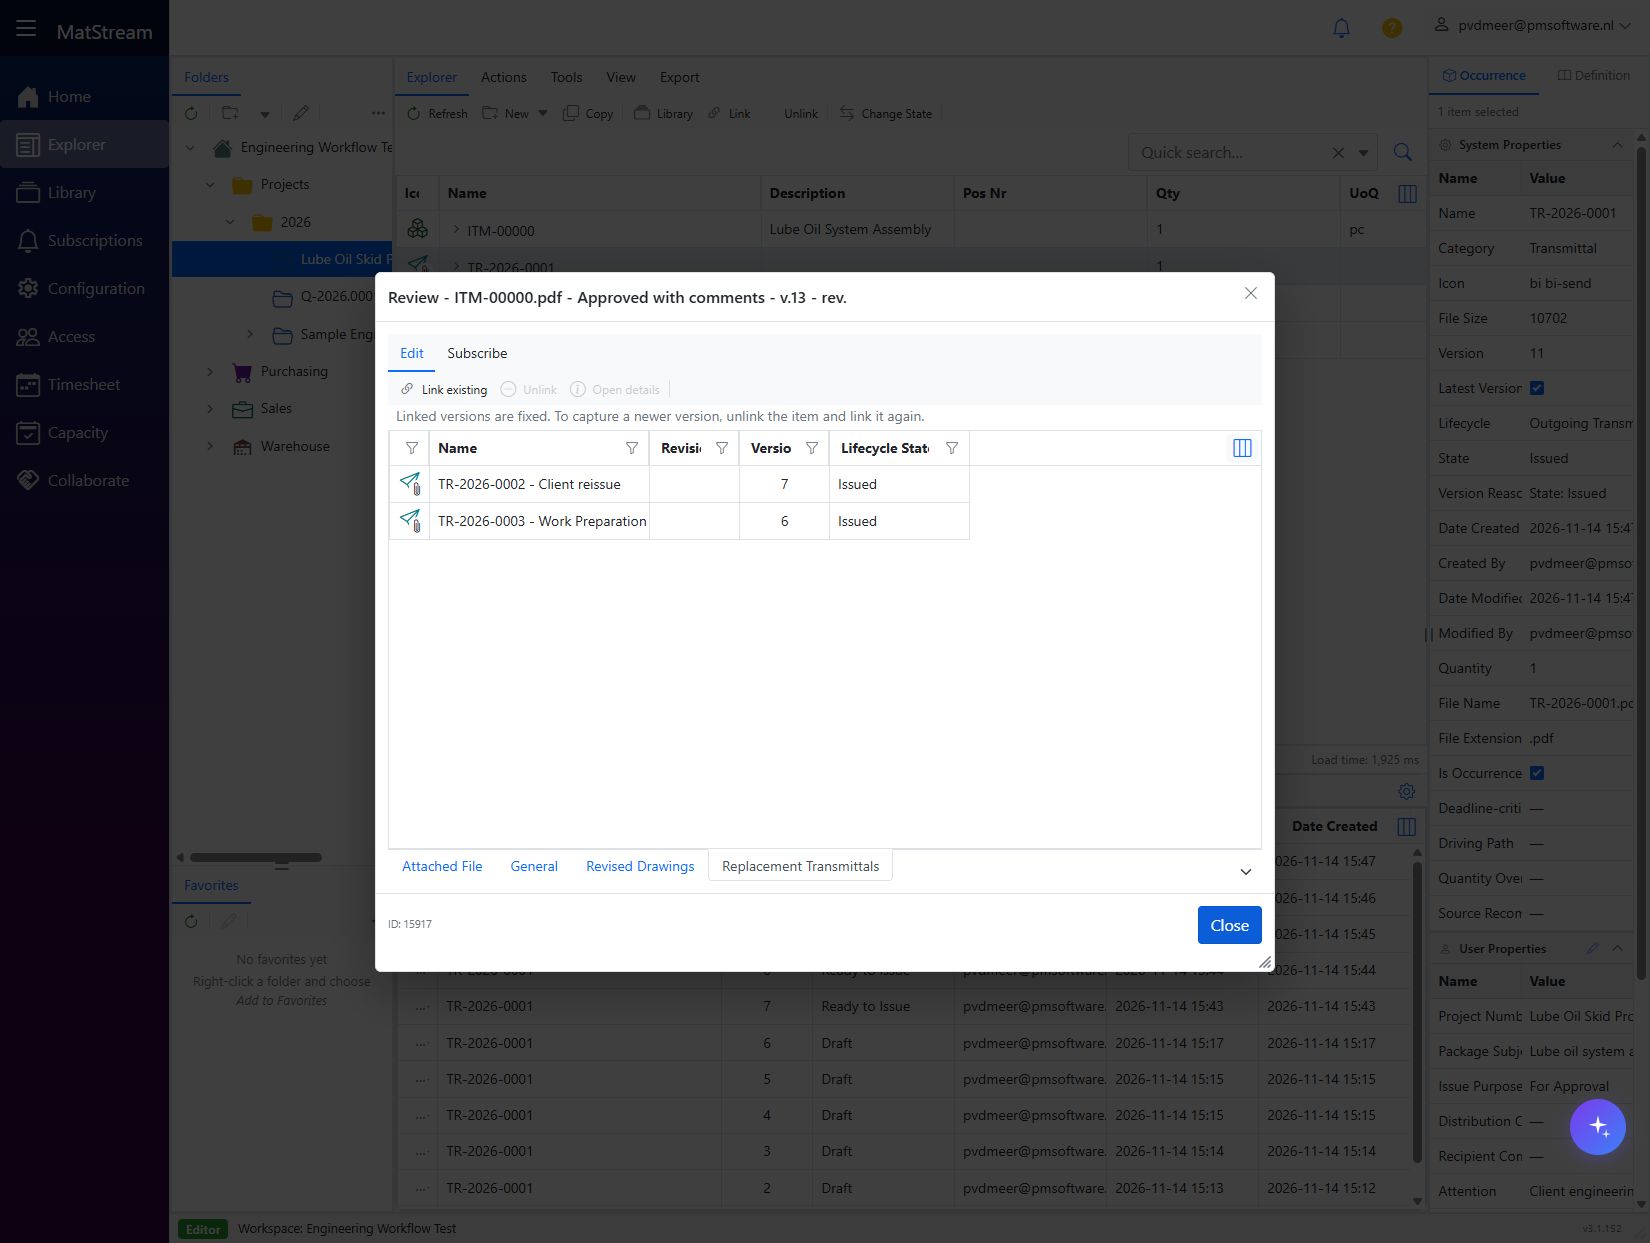 MatStream
pvdmeer@pmsoftware.nl
Home
Explorer
Library
Subscriptions
Configuration
Access
Timesheet
Capacity
Collaborate
Folders
Engineering Workflow Te
Projects
2026
Lube Oil Skid P
Q-2026.000
Sample Eng
Purchasing
Sales
Warehouse
Favorites
No favorites yet
Right-click a folder and choose
Add to Favorites
Explorer Actions Tools View Export
Refresh New Copy Library Link Unlink Change State
Quick search...
Ico Name Description Pos Nr Qty UoQ
ITM-00000 Lube Oil System Assembly 1 pc
TR-2026-0001 1
Review - ITM-00000.pdf - Approved with comments - v.13 - rev.
Edit Subscribe
Link existing Unlink Open details
Linked versions are fixed. To capture a newer version, unlink the item and link it again.
Name Revisi Versio Lifecycle Stat
TR-2026-0002 - Client reissue 7 Issued
TR-2026-0003 - Work Preparation 6 Issued
Attached File General Revised Drawings Replacement Transmittals
ID: 15917
Close
Load time: 1,925 ms
Date Created
026-11-14 15:47
026-11-14 15:46
026-11-14 15:45
026-11-14 15:44
TR-2026-0001 7 Ready to Issue pvdmeer@pmsoftware. 2026-11-14 15:43 2026-11-14 15:43
TR-2026-0001 6 Draft pvdmeer@pmsoftware. 2026-11-14 15:17 2026-11-14 15:17
TR-2026-0001 5 Draft pvdmeer@pmsoftware. 2026-11-14 15:15 2026-11-14 15:15
TR-2026-0001 4 Draft pvdmeer@pmsoftware. 2026-11-14 15:15 2026-11-14 15:15
TR-2026-0001 3 Draft pvdmeer@pmsoftware. 2026-11-14 15:14 2026-11-14 15:14
TR-2026-0001 2 Draft pvdmeer@pmsoftware. 2026-11-14 15:13 2026-11-14 15:12
Occurrence Definition
1 item selected
System Properties
Name Value
Name TR-2026-0001
Category Transmittal
Icon bi bi-send
File Size 10702
Version 11
Latest Version
Lifecycle Outgoing Transm
State Issued
Version Reasc State: Issued
Date Created 2026-11-14 15:47
Created By pvdmeer@pmso
Date Modified 2026-11-14 15:47
Modified By pvdmeer@pmso
Quantity 1
File Name TR-2026-0001.pd
File Extension .pdf
Is Occurrence
Deadline-criti —
Driving Path —
Quantity Over —
Source Recon —
User Properties
Name Value
Project Numb Lube Oil Skid Pro
Package Subj Lube oil system a
Issue Purpose For Approval
Distribution C —
Recipient Con —
Attention Client engineerin
Editor Workspace: Engineering Workflow Test
v3.1.152